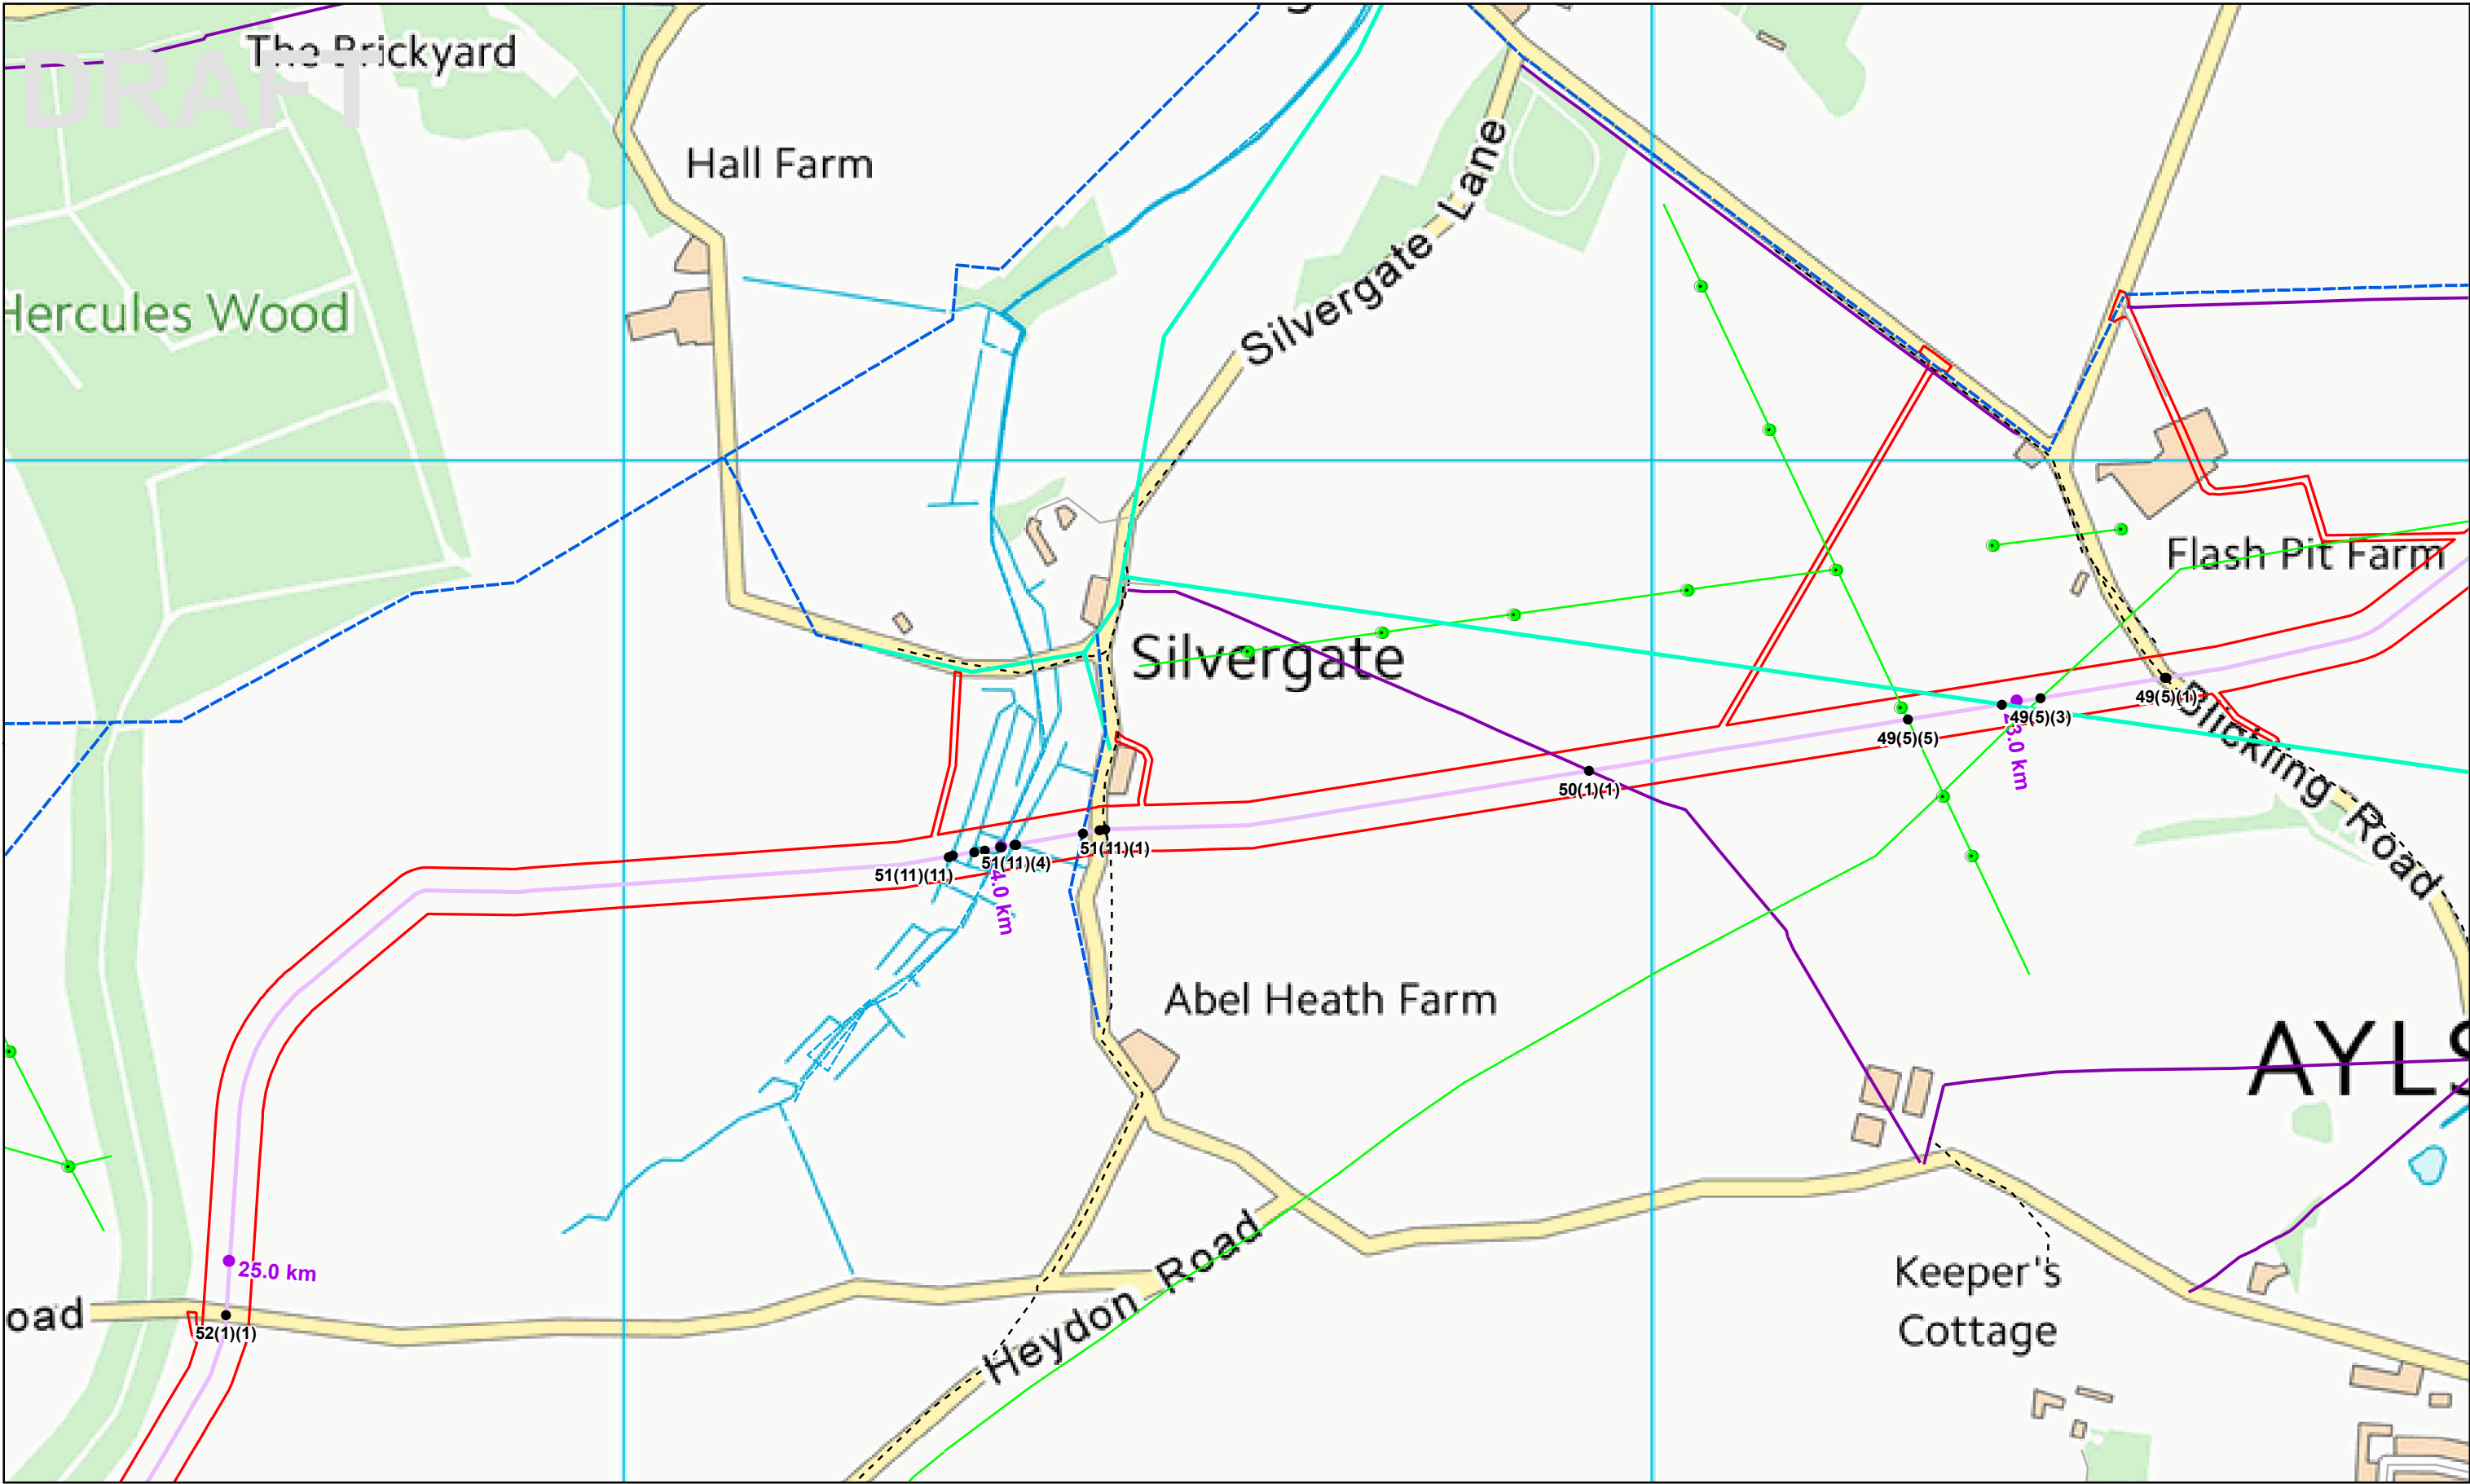 The Brickyard
DRAFT
Hall Farm
Hercules Wood
Silvergate Lane
Silvergate
Flash Pit Farm
49(5)(1)
49(5)(3)
49(5)(5)
3.0 km
50(1)(1)
Blickling Road
51(11)(1)
51(11)(4)
51(11)(11)
4.0 km
Abel Heath Farm
AYLS
25.0 km
oad
52(1)(1)
Heydon Road
Keeper's
Cottage